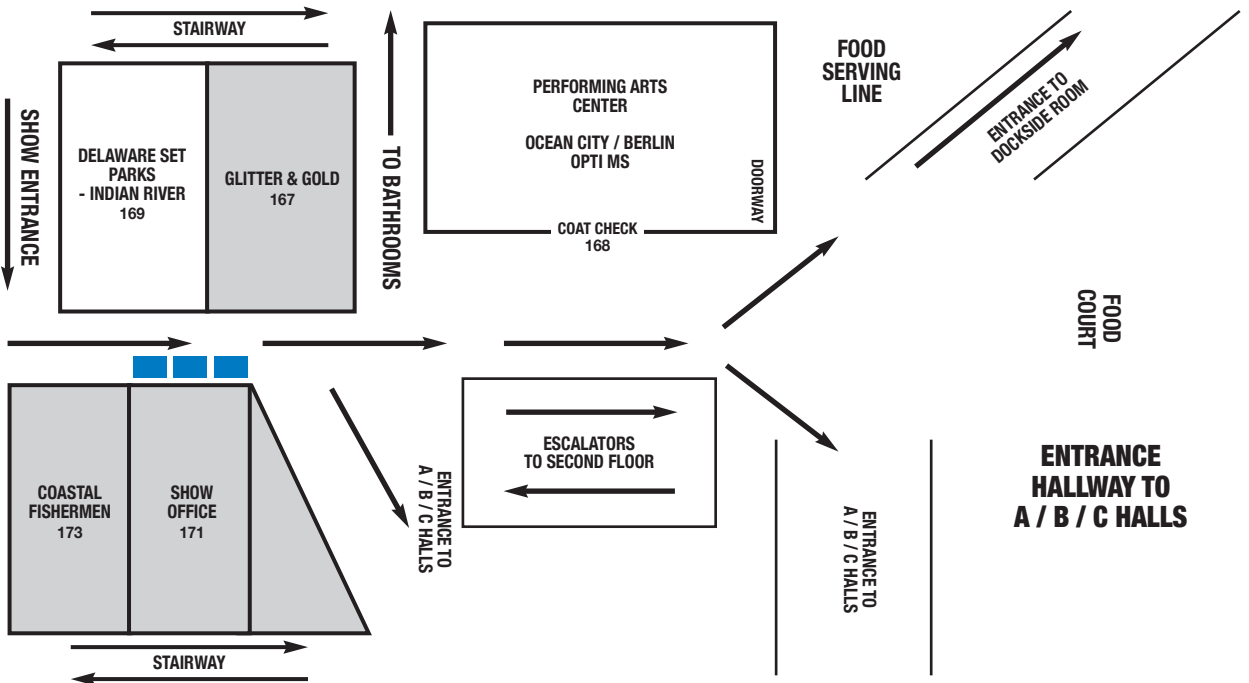 STAIRWAY
SHOW ENTRANCE
DELAWARE SET
PARKS
- INDIAN RIVER
169
GLITTER & GOLD
167
TO BATHROOMS
PERFORMING ARTS
CENTER
OCEAN CITY / BERLIN
OPTI MS
DOORWAY
COAT CHECK
168
FOOD
SERVING
LINE
ENTRANCE TO
DOCKSIDE ROOM
FOOD
COURT
COASTAL
FISHERMEN
173
SHOW
OFFICE
171
ENTRANCE TO
A / B / C HALLS
ESCALATORS
TO SECOND FLOOR
ENTRANCE TO
A / B / C HALLS
ENTRANCE
HALLWAY TO
A / B / C HALLS
STAIRWAY